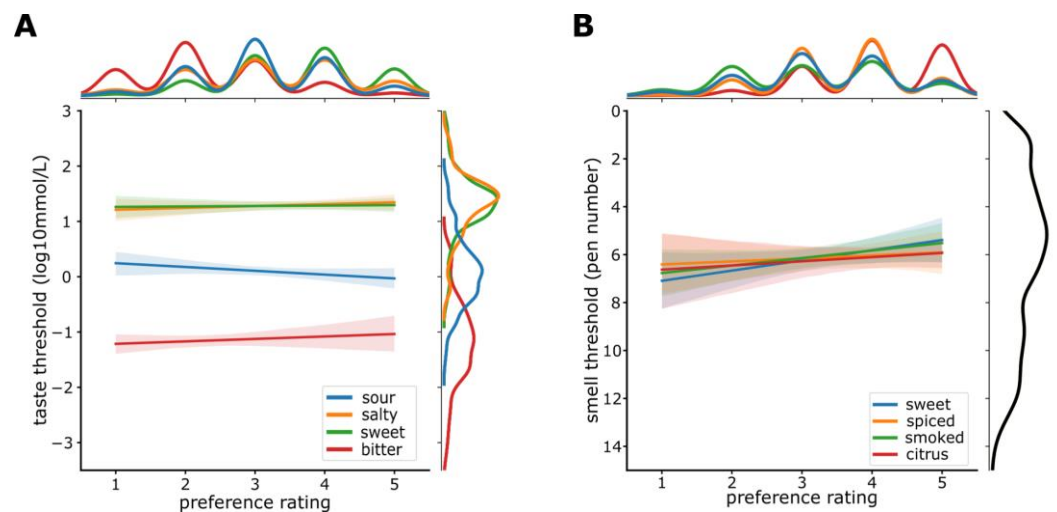 A
3
2
1
0
−1
−2
−3
taste threshold (log10mmol/L)
1 2 3 4 5
preference rating
sour
salty
sweet
bitter
B
0
2
4
6
8
10
12
14
smell threshold (pen number)
1 2 3 4 5
preference rating
sweet
spiced
smoked
citrus